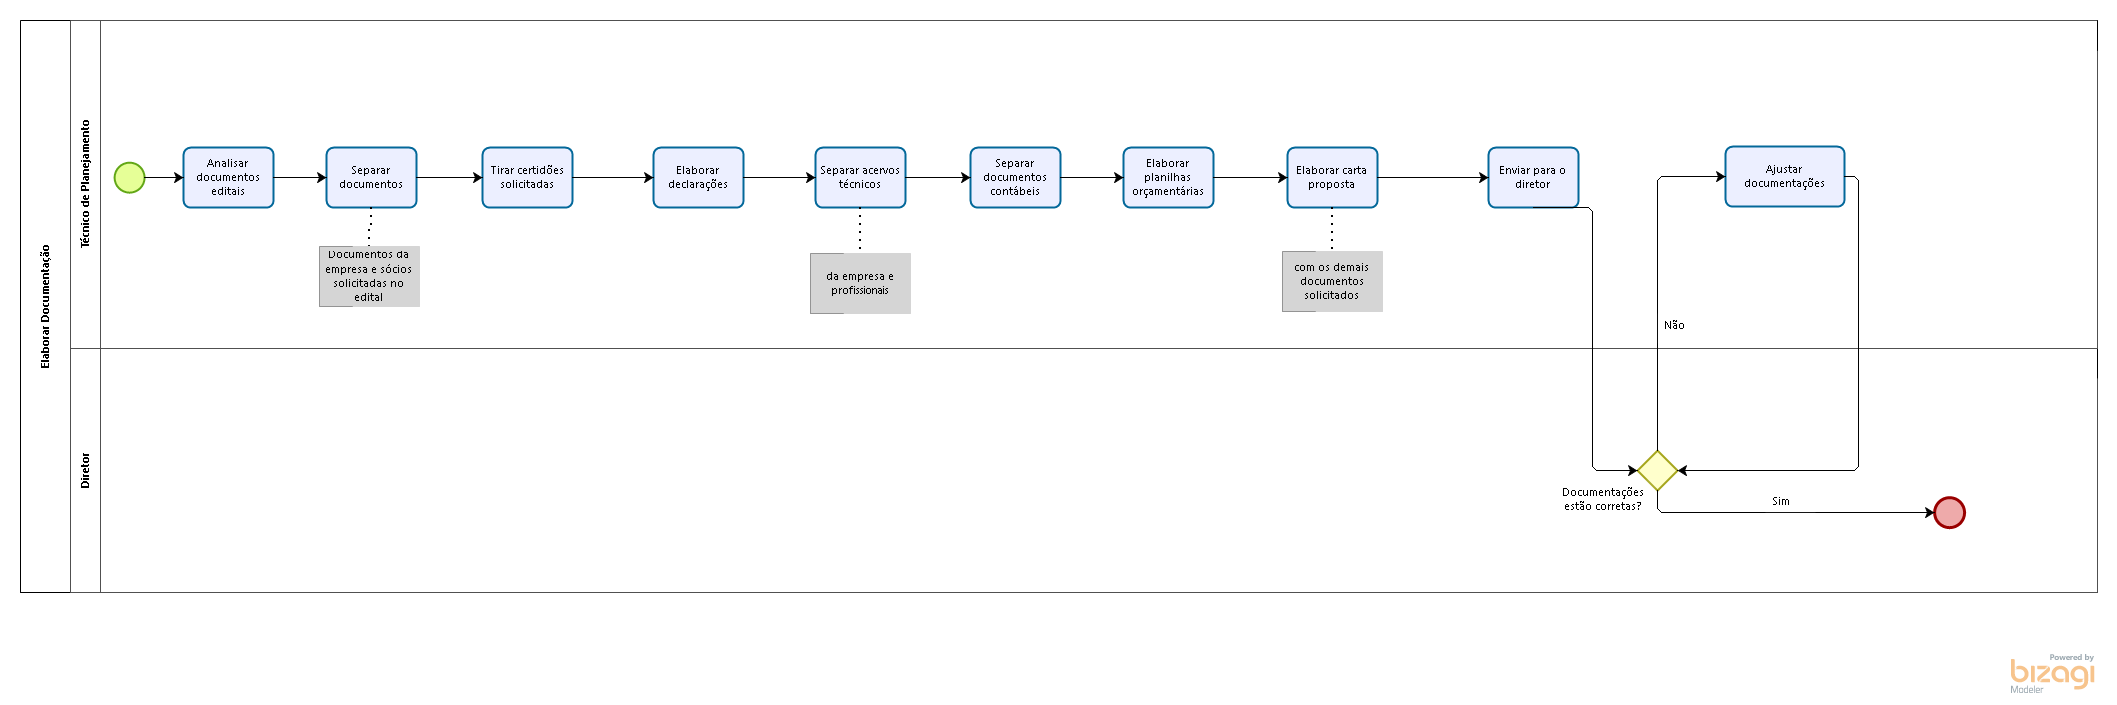 Elaborar Documentação
Técnico de Planejamento
Analisar
documentos
editais
Separar
documentos
Tirar certidões
solicitadas
Elaborar
declarações
Separar acervos
técnicos
Separar
documentos
contábeis
Elaborar
planilhas
orçamentárias
Elaborar carta
proposta
Enviar para o
diretor
Ajustar
documentações
Documentos da
empresa e sócios
solicitadas no
edital
da empresa e
profissionais
com os demais
documentos
solicitados
Não
Diretor
Documentações
estão corretas?
Sim
Powered by
bizagi
Modeler